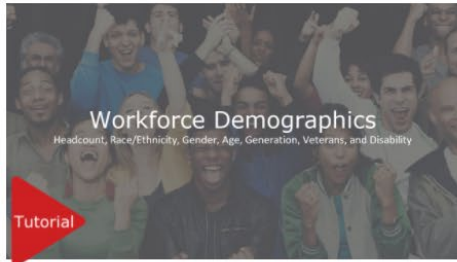 Workforce Demographics
Headcount, Race/Ethnicity, Gender, Age, Generation, Veterans, and Disability
Tutorial